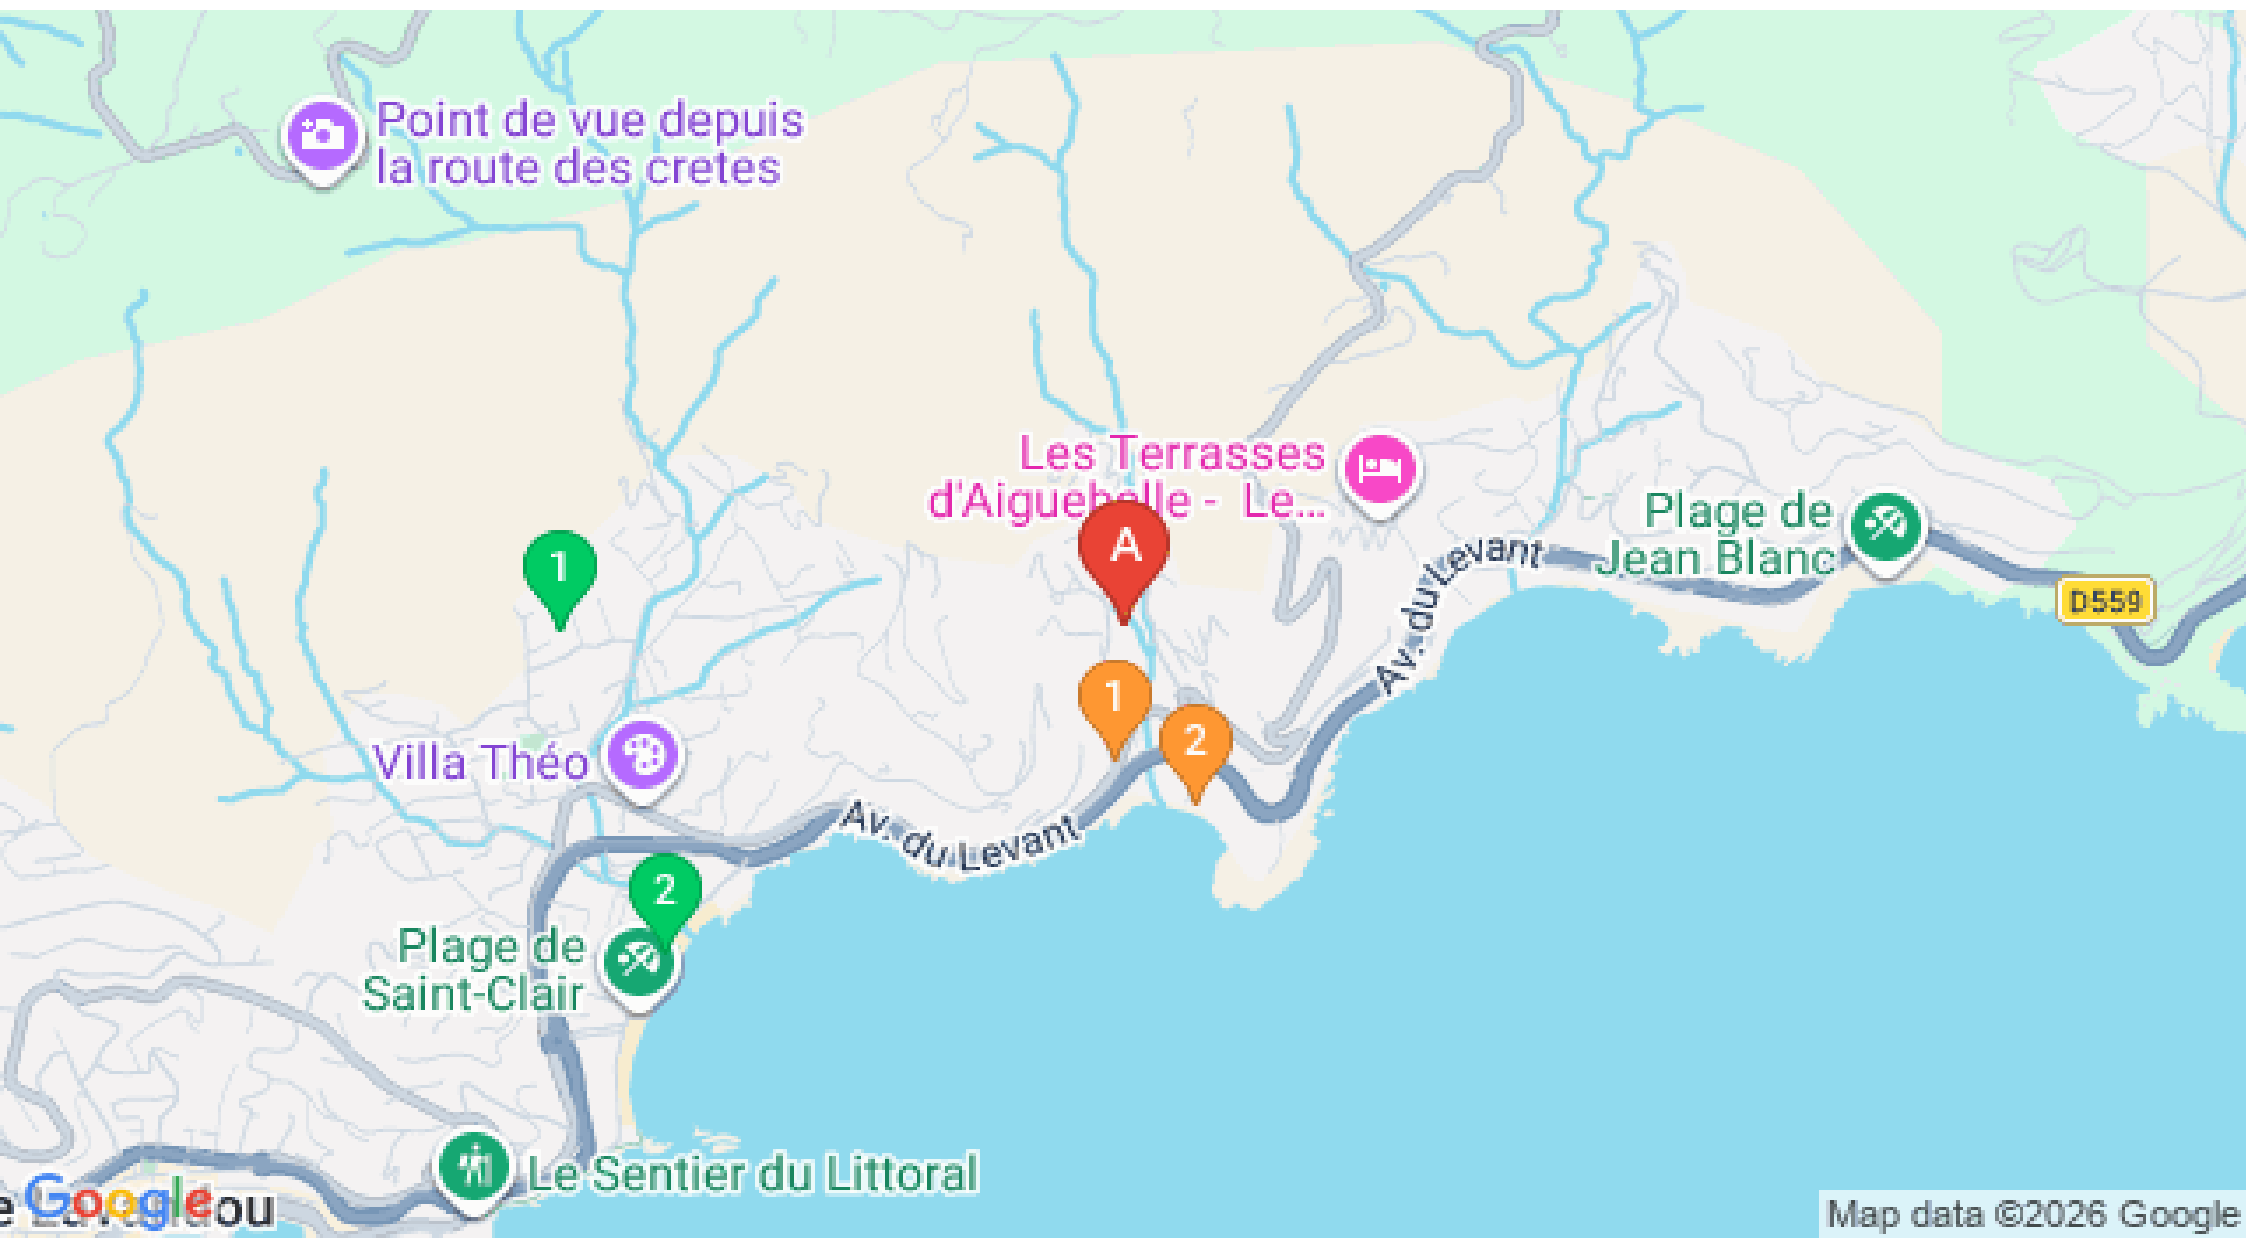 Point de vue depuis
la route des cretes
Les Terrasses
d'Aiguebelle - Le...
A
1
Plage de
Jean Blanc
Av. du Levant
D559
1
2
Villa Théo
Av. du Levant
2
Plage de
Saint-Clair
Le Sentier du Littoral
Google
ou
Map data ©2026 Google